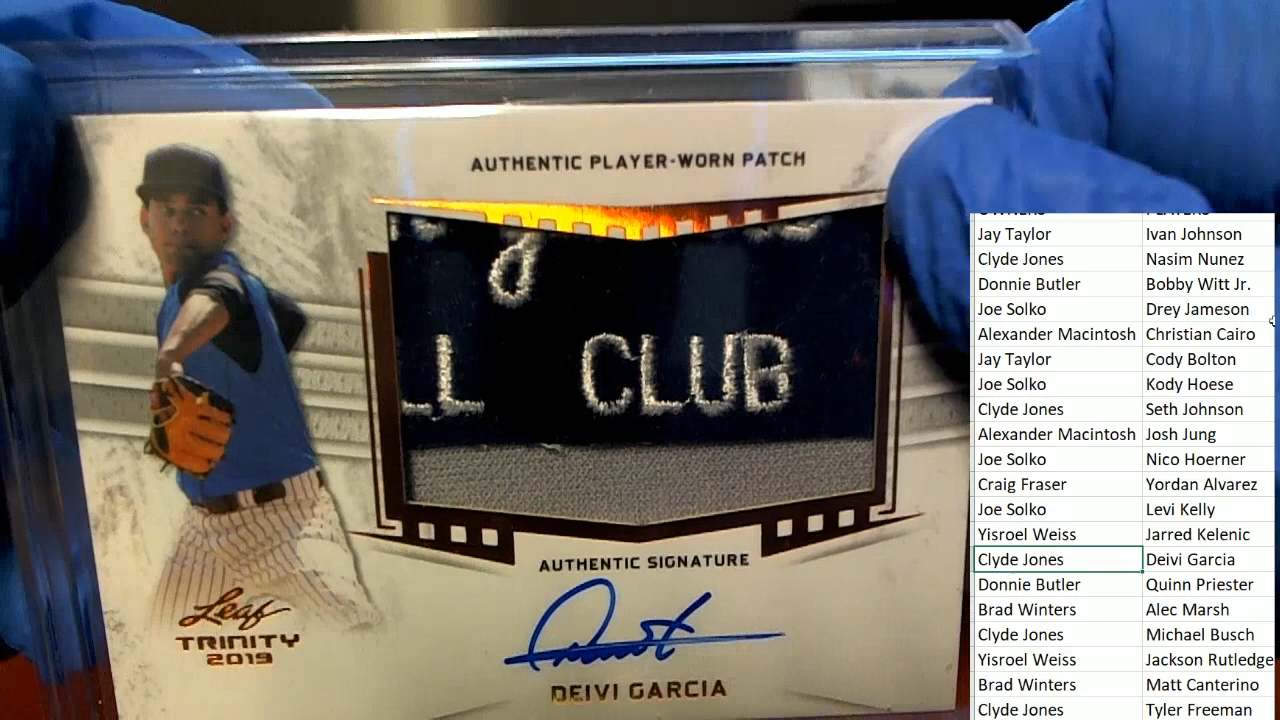 AUTHENTIC PLAYER-WORN PATCH
LL CLUB
AUTHENTIC SIGNATURE
DEIVI GARCIA
Leaf
TRINITY
2019
OWNERS PLAYERS
Jay Taylor Ivan Johnson
Clyde Jones Nasim Nunez
Donnie Butler Bobby Witt Jr.
Joe Solko Drey Jameson
Alexander Macintosh Christian Cairo
Jay Taylor Cody Bolton
Joe Solko Kody Hoese
Clyde Jones Seth Johnson
Alexander Macintosh Josh Jung
Joe Solko Nico Hoerner
Craig Fraser Yordan Alvarez
Joe Solko Levi Kelly
Yisroel Weiss Jarred Kelenic
Clyde Jones Deivi Garcia
Donnie Butler Quinn Priester
Brad Winters Alec Marsh
Clyde Jones Michael Busch
Yisroel Weiss Jackson Rutledge
Brad Winters Matt Canterino
Clyde Jones Tyler Freeman